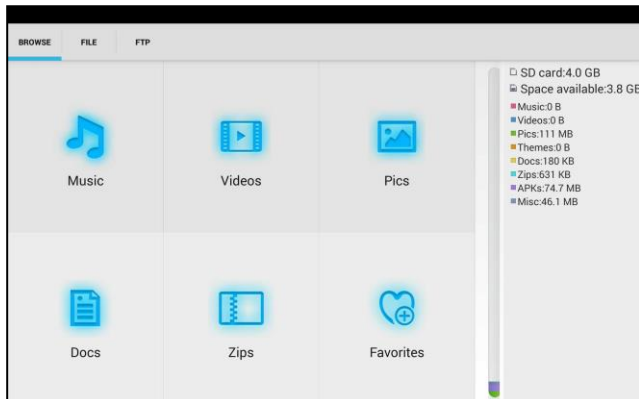 BROWSE FILE FTP
SD card:4.0 GB
Space available:3.8 GB
Music:0 B
Videos:0 B
Pics:111 MB
Themes:0 B
Docs:180 KB
Zips:631 KB
APKs:74.7 MB
Misc:46.1 MB
Music Videos Pics
Docs Zips Favorites